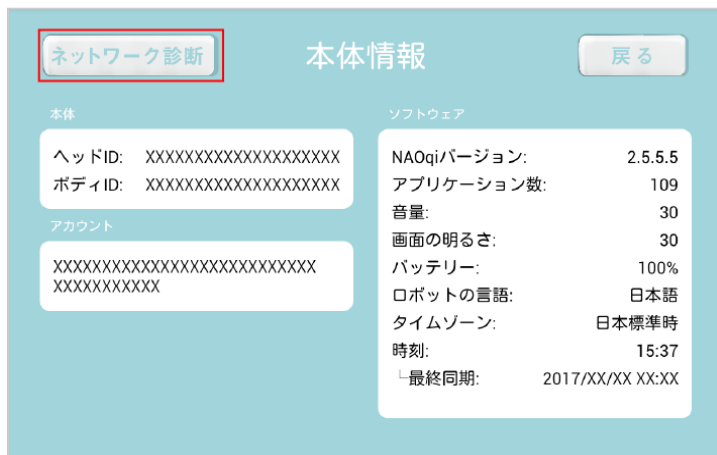 ネットワーク診断
本体情報
戻る
本体
ヘッドID: XXXXXXXXXXXXXXXXXXXX
ボディID: XXXXXXXXXXXXXXXXXXXX
アカウント
XXXXXXXXXXXXXXXXXXXXXXXXXXX
XXXXXXXXXXX
ソフトウェア
NAOqiバージョン: 2.5.5.5
アプリケーション数: 109
音量: 30
画面の明るさ: 30
バッテリー: 100%
ロボットの言語: 日本語
タイムゾーン: 日本標準時
時刻: 15:37
└最終同期: 2017/XX/XX XX:XX